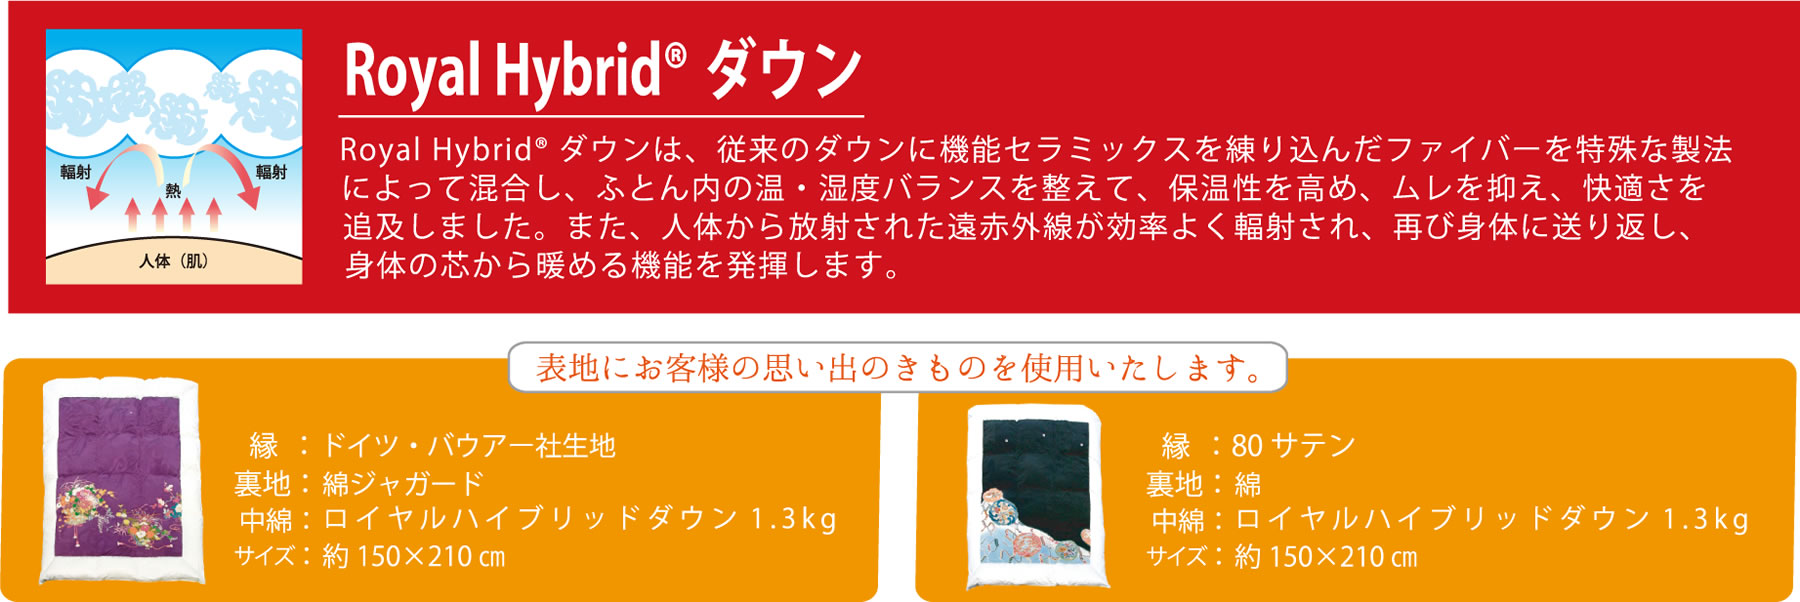 Royal Hybrid® ダウン
Royal Hybrid® ダウンは、従来のダウンに機能セラミックスを練り込んだファイバーを特殊な製法
によって混合し、ふとん内の温・湿度バランスを整えて、保温性を高め、ムレを抑え、快適さを
追及しました。また、人体から放射された遠赤外線が効率よく輻射され、再び身体に送り返し、
身体の芯から暖める機能を発揮します。
輻射
輻射
熱
人体（肌）
表地にお客様の思い出のきものを使用いたします。
縁 ：ドイツ・バウアー社生地
裏地：綿ジャガード
中綿：ロイヤルハイブリッドダウン 1.3kg
サイズ：約 150×210 ㎝
縁 ：80 サテン
裏地：綿
中綿：ロイヤルハイブリッドダウン 1.3kg
サイズ：約 150×210 ㎝